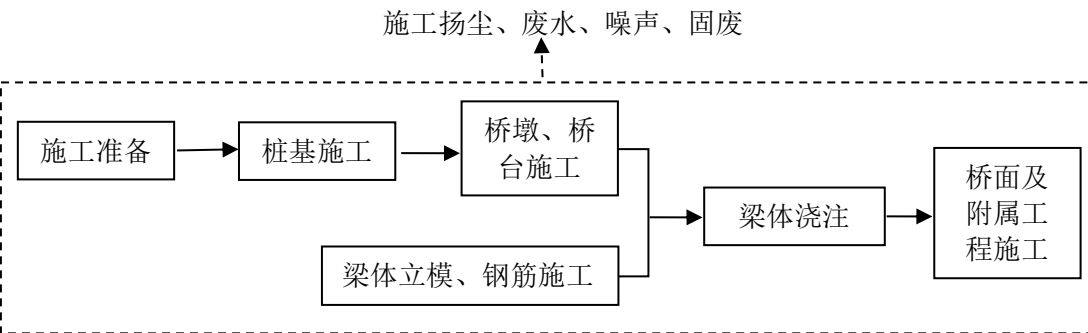 施工扬尘、废水、噪声、固废
施工准备
桩基施工
桥墩、桥
台施工
梁体立模、钢筋施工
梁体浇注
桥面及
附属工
程施工